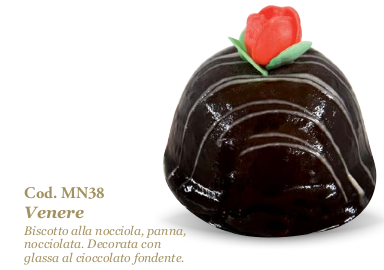 Cod. MN38
Venere
Biscotto alla nocciola, panna,
nocciolata. Decorata con
glassa al cioccolato fondente.